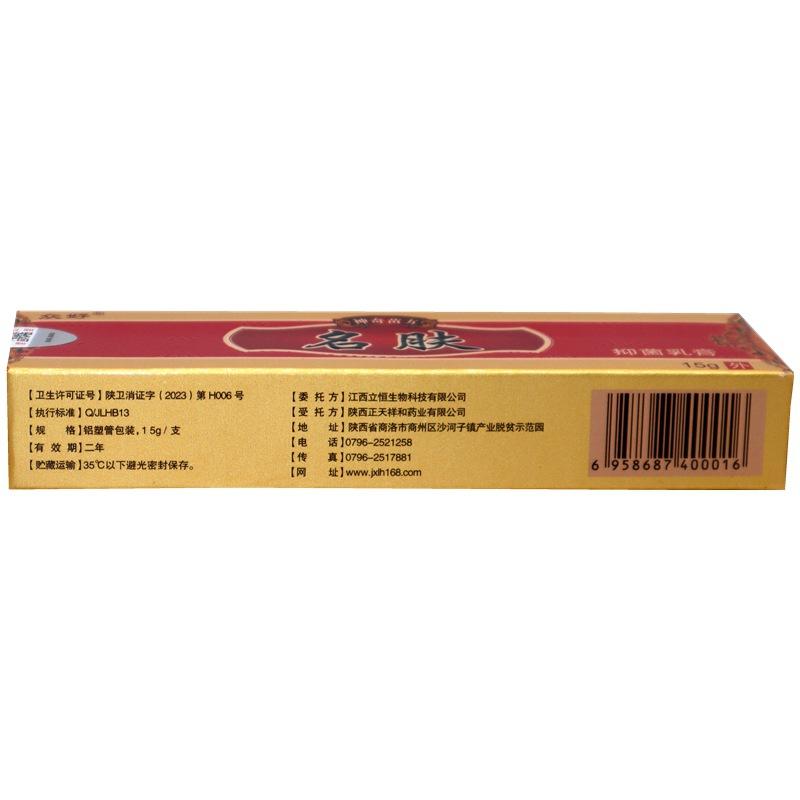 众好®
神奇苗方
名肤
抑菌乳膏
15g 外
【卫生许可证号】陕卫消证字(2023)第H006号
【执行标准】Q/JLHB13
【规 格】铝塑管包装,15g/支
【有 效 期】二年
【贮藏运输】35℃以下避光密封保存。
【委 托 方】江西立恒生物科技有限公司
【受 托 方】陕西正天祥和药业有限公司
【地 址】陕西省商洛市商州区沙河子镇产业脱贫示范园
【电 话】0796-2521258
【传 真】0796-2517881
【网 址】www.jxlh168.com
6 958687 400016